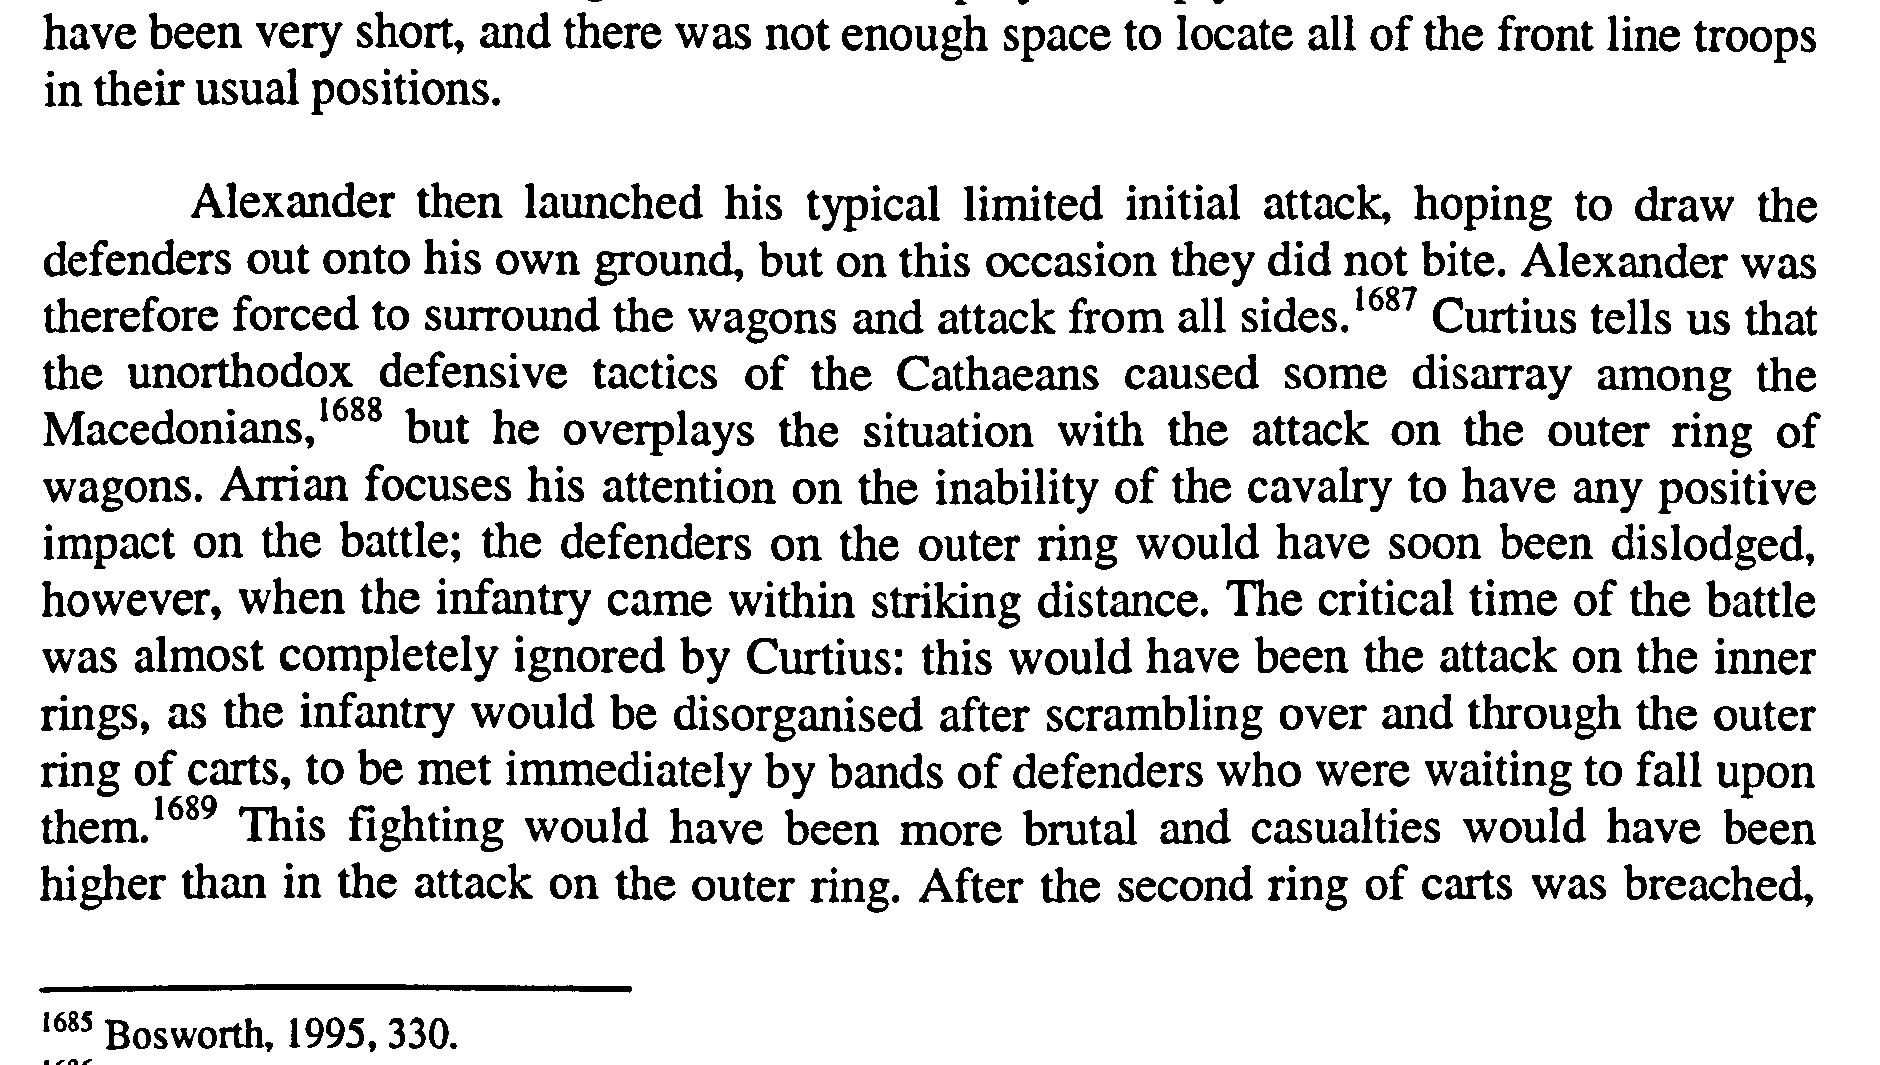 have been very short, and there was not enough space to locate all of the front line troops
in their usual positions.
Alexander then launched his typical limited initial attack, hoping to draw the
defenders out onto his own ground, but on this occasion they did not bite. Alexander was
therefore forced to surround the wagons and attack from all sides.1687 Curtius tells us that
the unorthodox defensive tactics of the Cathaeans caused some disarray among the
Macedonians,1688 but he overplays the situation with the attack on the outer ring of
wagons. Arrian focuses his attention on the inability of the cavalry to have any positive
impact on the battle; the defenders on the outer ring would have soon been dislodged,
however, when the infantry came within striking distance. The critical time of the battle
was almost completely ignored by Curtius: this would have been the attack on the inner
rings, as the infantry would be disorganised after scrambling over and through the outer
ring of carts, to be met immediately by bands of defenders who were waiting to fall upon
them.1689 This fighting would have been more brutal and casualties would have been
higher than in the attack on the outer ring. After the second ring of carts was breached,
1685 Bosworth, 1995, 330.